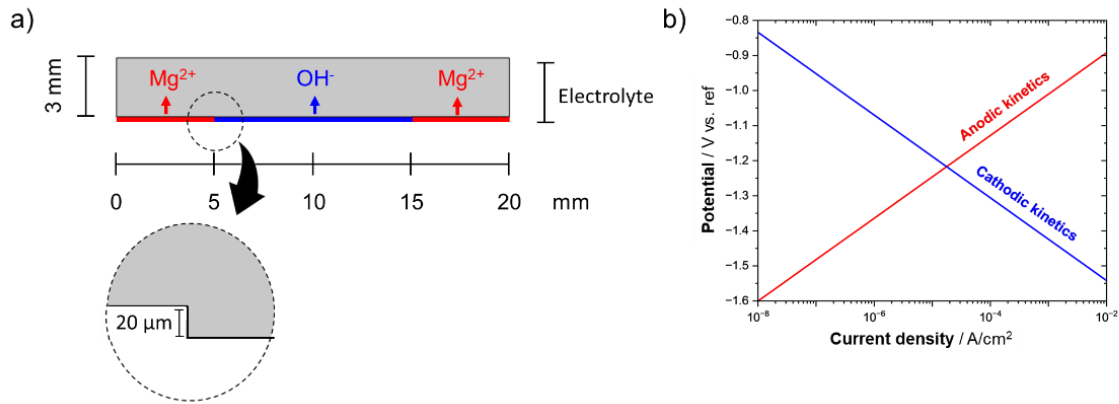 a)
3 mm
Mg²⁺
OH⁻
Mg²⁺
Electrolyte
0 5 10 15 20 mm
20 µm
b)
Potential / V vs. ref
−0.8
−0.9
−1.0
−1.1
−1.2
−1.3
−1.4
−1.5
−1.6
Anodic kinetics
Cathodic kinetics
10⁻⁸ 10⁻⁶ 10⁻⁴ 10⁻²
Current density / A/cm²